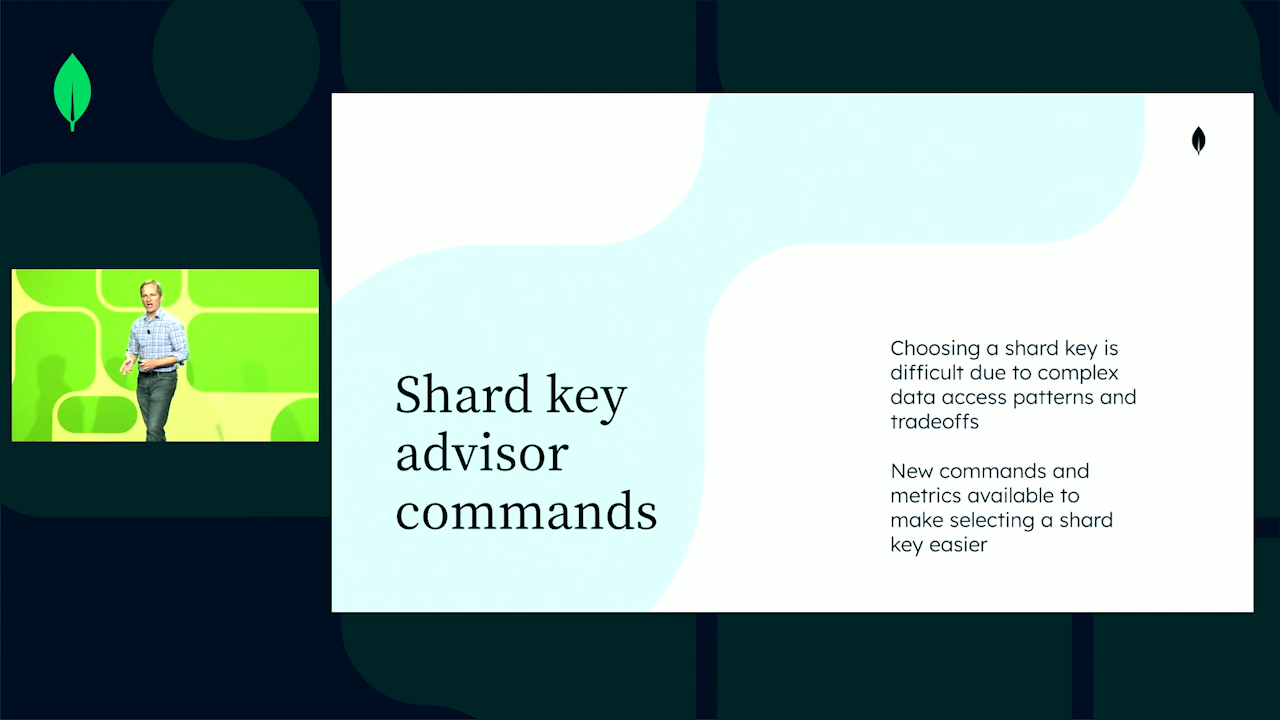 Shard key
advisor
commands
Choosing a shard key is
difficult due to complex
data access patterns and
tradeoffs
New commands and
metrics available to
make selecting a shard
key easier